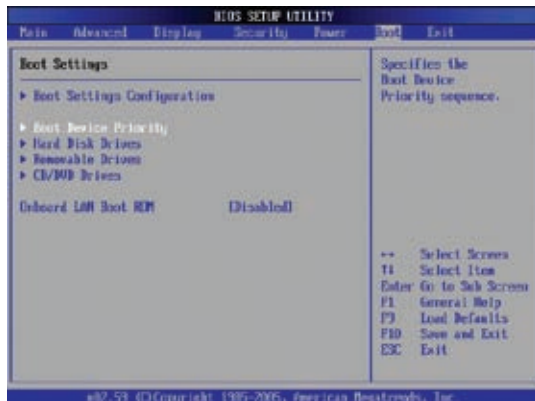 BIOS SETUP UTILITY
Main Advanced Display Security Power Boot Exit
Boot Settings
Specifies the
Boot Device
Priority sequence.
▶ Boot Settings Configuration
▶ Boot Device Priority
▶ Hard Disk Drives
▶ Removable Drives
▶ CD/DVD Drives
Onboard LAN Boot ROM [Disabled]
↔ Select Screen
↑↓ Select Item
Enter Go to Sub Screen
F1 General Help
F9 Load Defaults
F10 Save and Exit
ESC Exit
v02.59 (C)Copyright 1985-2005, American Megatrends, Inc.